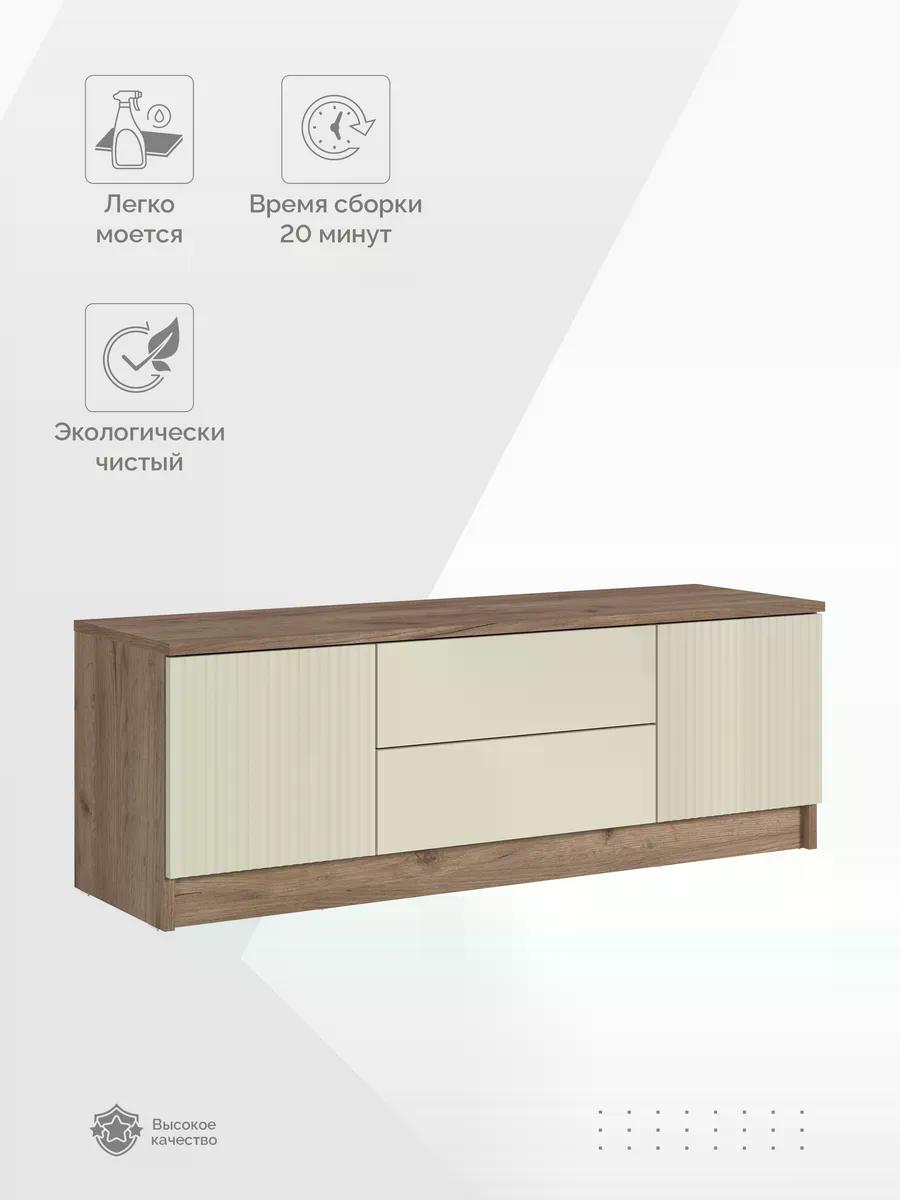 Легко
моется
Время сборки
20 минут
Экологически
чистый
Высокое
качество